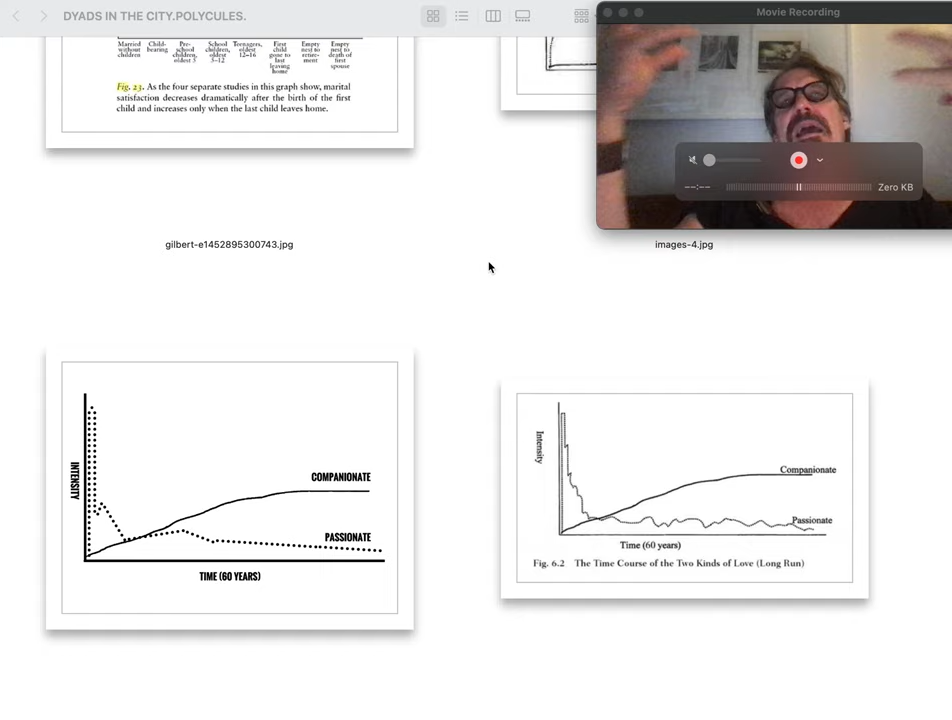 DYADS IN THE CITY.POLYCULES.
Movie Recording
Married without children
Child-bearing
Pre-school children, oldest 5
School children, oldest 5–12
Teenagers, oldest 12–16
First child gone to last leaving home
Empty nest to retire-ment
Empty nest to death of first spouse
Fig. 23. As the four separate studies in this graph show, marital
satisfaction decreases dramatically after the birth of the first
child and increases only when the last child leaves home.
--:--
Zero KB
gilbert-e1452895300743.jpg
images-4.jpg
INTENSITY
COMPANIONATE
PASSIONATE
TIME (60 YEARS)
Intensity
Companionate
Passionate
Time (60 years)
Fig. 6.2 The Time Course of the Two Kinds of Love (Long Run)